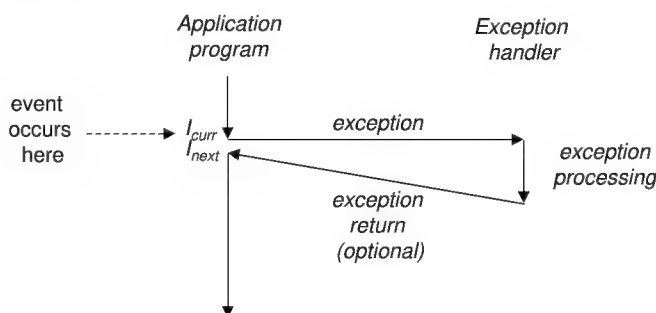 Application
program
Exception
handler
event
occurs
here
I_curr
I_next
exception
exception
processing
exception
return
(optional)